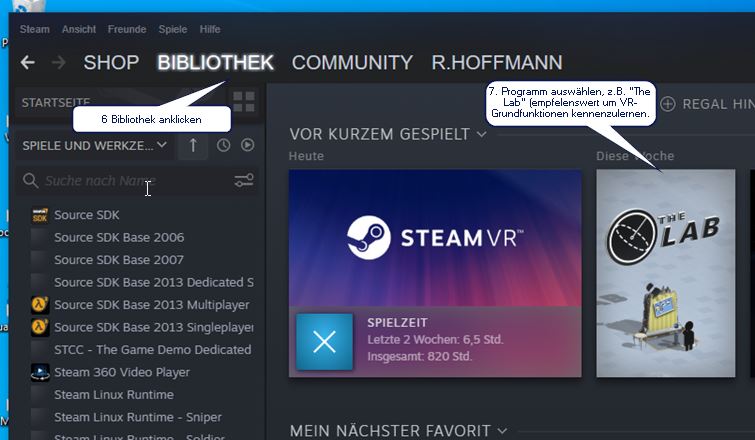 Steam Ansicht Freunde Spiele Hilfe
SHOP BIBLIOTHEK COMMUNITY R.HOFFMANN
STARTSEITE
6 Bibliothek anklicken
7. Programm auswählen, z.B. "The
Lab" (empfelenswert um VR-
Grundfunktionen kennenzulernen.
REGAL HIN
SPIELE UND WERKZE...
Suche nach Name
Source SDK
Source SDK Base 2006
Source SDK Base 2007
Source SDK Base 2013 Dedicated S
Source SDK Base 2013 Multiplayer
Source SDK Base 2013 Singleplayer
STCC - The Game Demo Dedicated
Steam 360 Video Player
Steam Linux Runtime
Steam Linux Runtime - Sniper
Steam Linux Runtime - Soldier
VOR KURZEM GESPIELT
Heute
STEAMVR™
SPIELZEIT
Letzte 2 Wochen: 6,5 Std.
Insgesamt: 820 Std.
Diese Woche
THE
LAB
MEIN NÄCHSTER FAVORIT